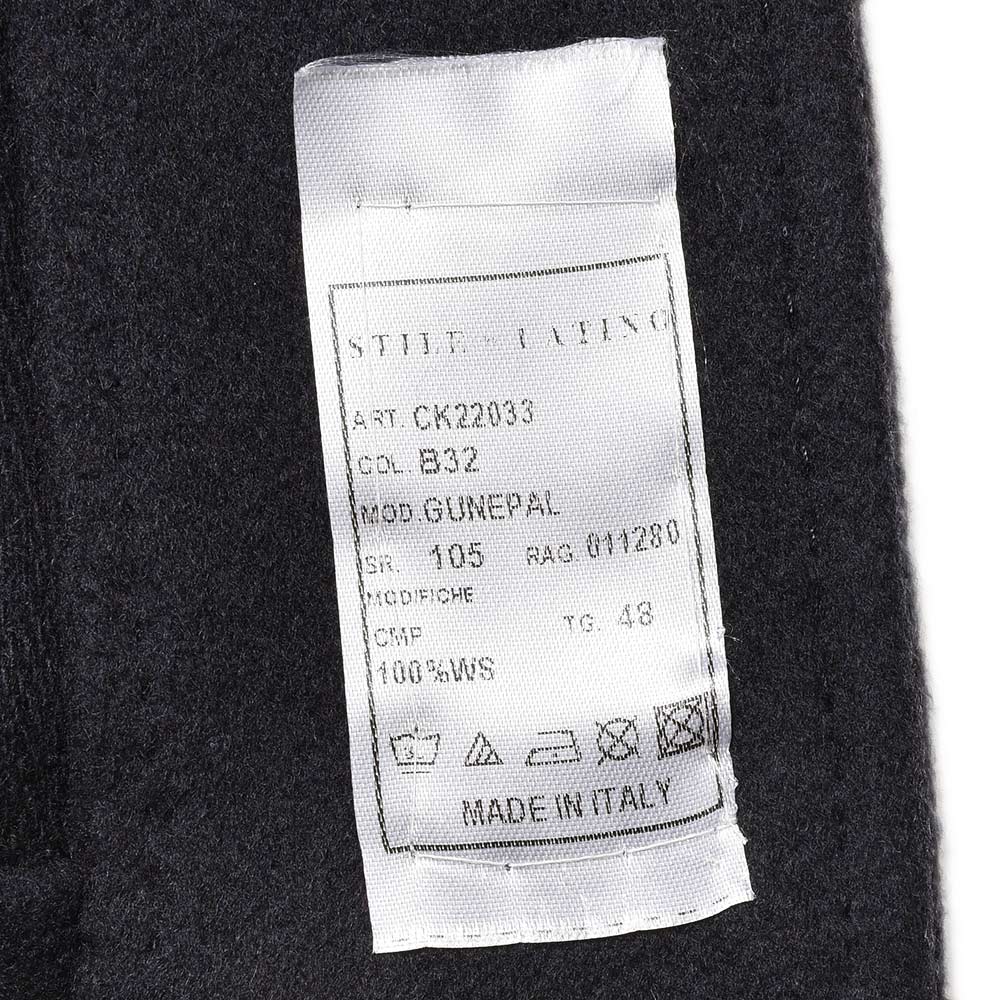 STILE LATINO
ART. CK22033
COL. B32
MOD. GUNEPAL
SR. 105 RAG. 011280
MODIFICHE
CMP TG. 48
100%WS
MADE IN ITALY